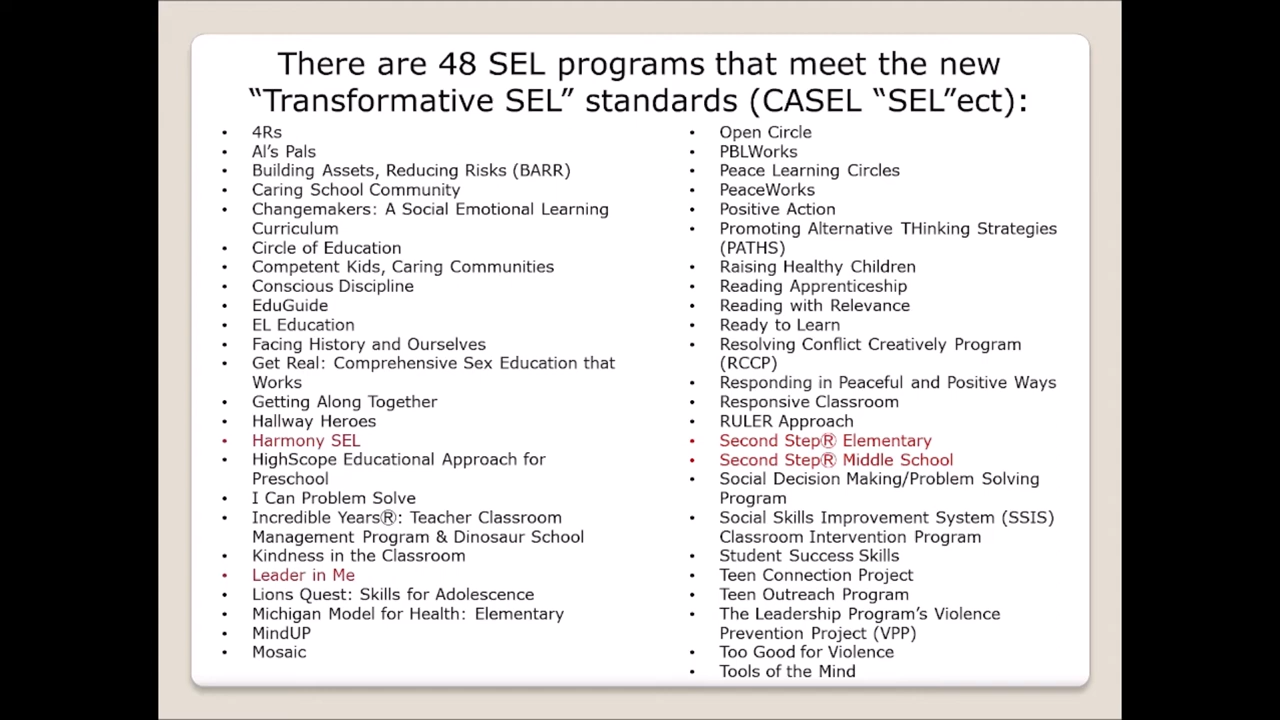 There are 48 SEL programs that meet the new
“Transformative SEL” standards (CASEL “SEL”ect):
• 4Rs
• Al’s Pals
• Building Assets, Reducing Risks (BARR)
• Caring School Community
• Changemakers: A Social Emotional Learning
Curriculum
• Circle of Education
• Competent Kids, Caring Communities
• Conscious Discipline
• EduGuide
• EL Education
• Facing History and Ourselves
• Get Real: Comprehensive Sex Education that
Works
• Getting Along Together
• Hallway Heroes
• Harmony SEL
• HighScope Educational Approach for
Preschool
• I Can Problem Solve
• Incredible Years®: Teacher Classroom
Management Program & Dinosaur School
• Kindness in the Classroom
• Leader in Me
• Lions Quest: Skills for Adolescence
• Michigan Model for Health: Elementary
• MindUP
• Mosaic
• Open Circle
• PBLWorks
• Peace Learning Circles
• PeaceWorks
• Positive Action
• Promoting Alternative THinking Strategies
(PATHS)
• Raising Healthy Children
• Reading Apprenticeship
• Reading with Relevance
• Ready to Learn
• Resolving Conflict Creatively Program
(RCCP)
• Responding in Peaceful and Positive Ways
• Responsive Classroom
• RULER Approach
• Second Step® Elementary
• Second Step® Middle School
• Social Decision Making/Problem Solving
Program
• Social Skills Improvement System (SSIS)
Classroom Intervention Program
• Student Success Skills
• Teen Connection Project
• Teen Outreach Program
• The Leadership Program’s Violence
Prevention Project (VPP)
• Too Good for Violence
• Tools of the Mind